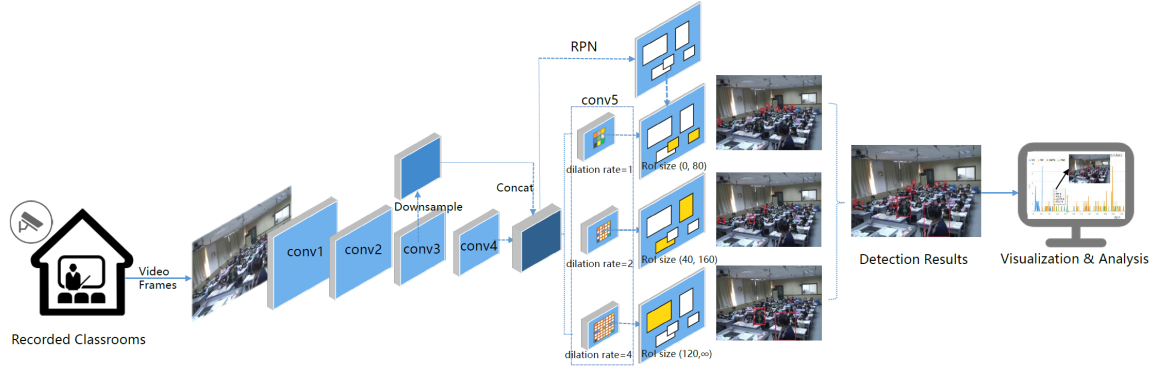 RPN
conv5
dilation rate=1
RoI size (0, 80)
Concat
Downsample
conv1
conv2
conv3
conv4
dilation rate=2
RoI size (40, 160)
Video
Frames
Recorded Classrooms
dilation rate=4
RoI size (120,∞)
Detection Results
Visualization & Analysis